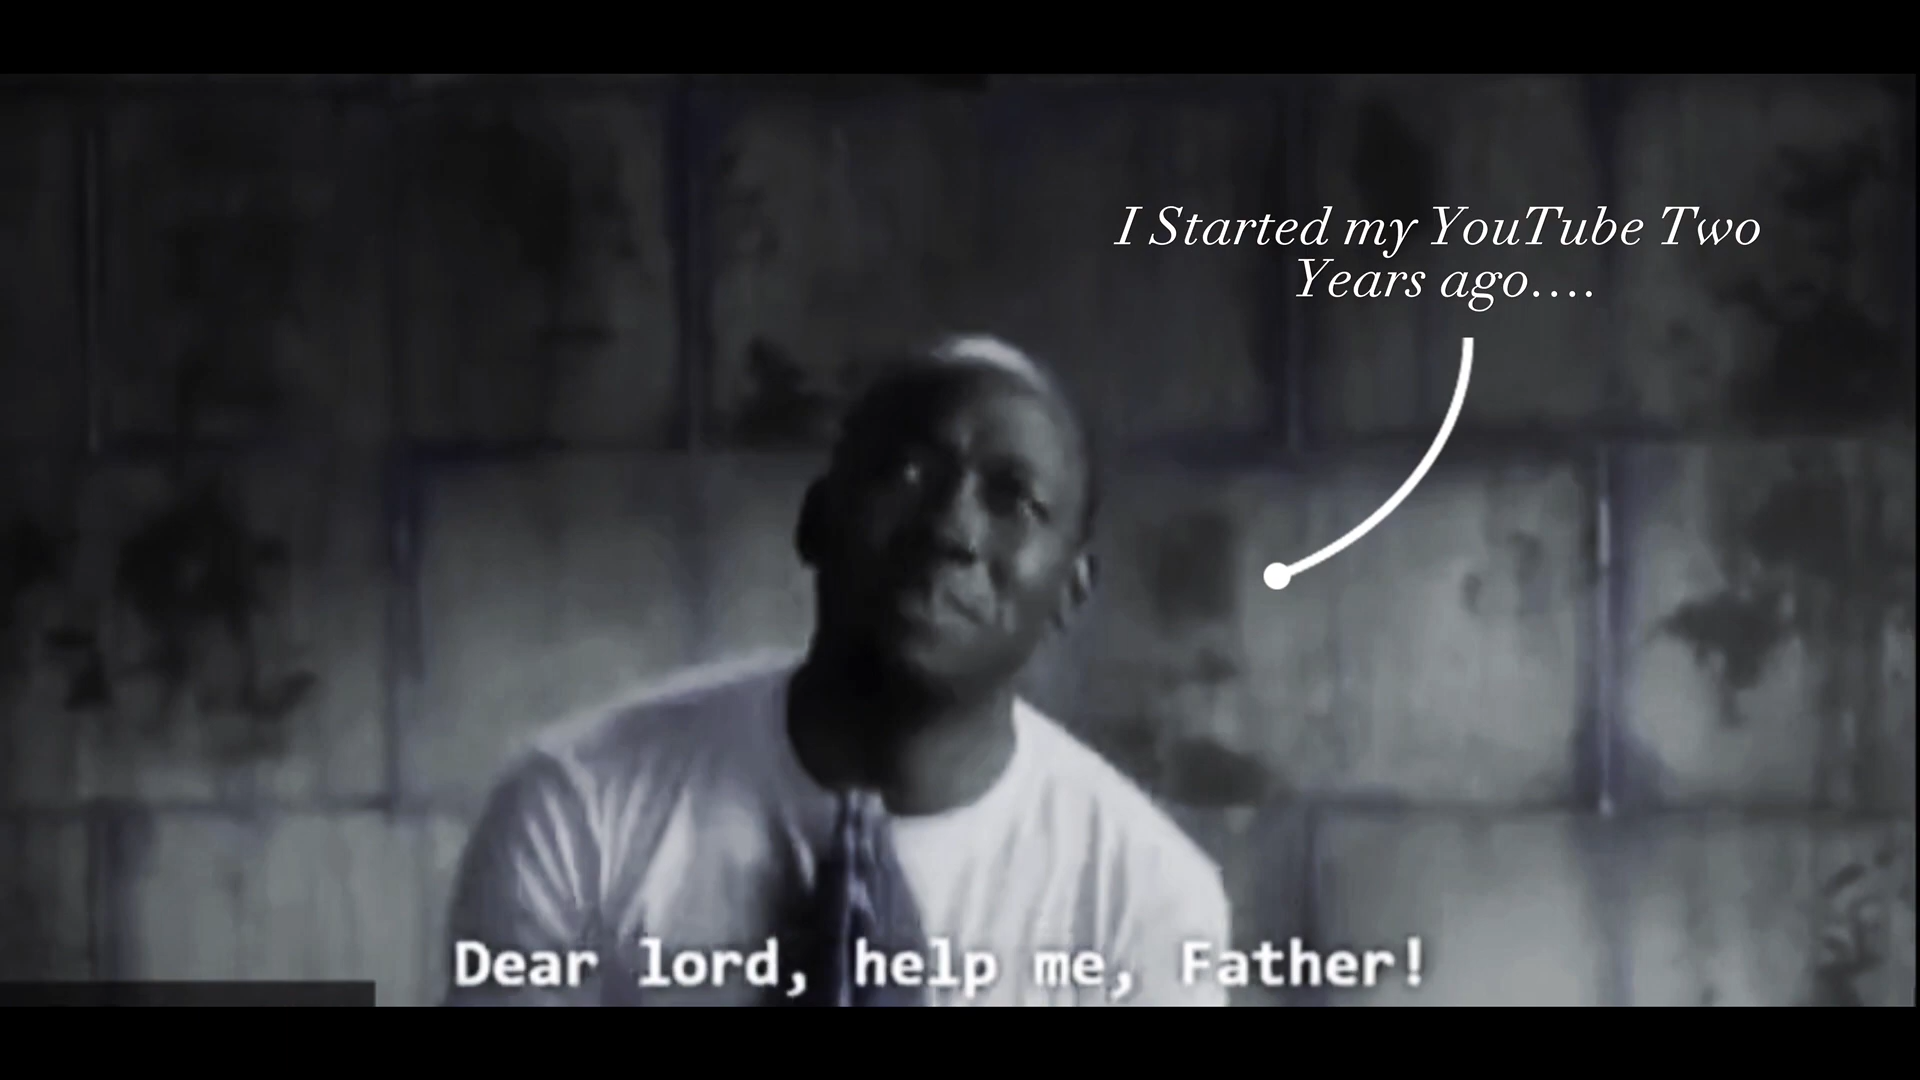 I Started my YouTube Two
Years ago....
Dear lord, help me, Father!